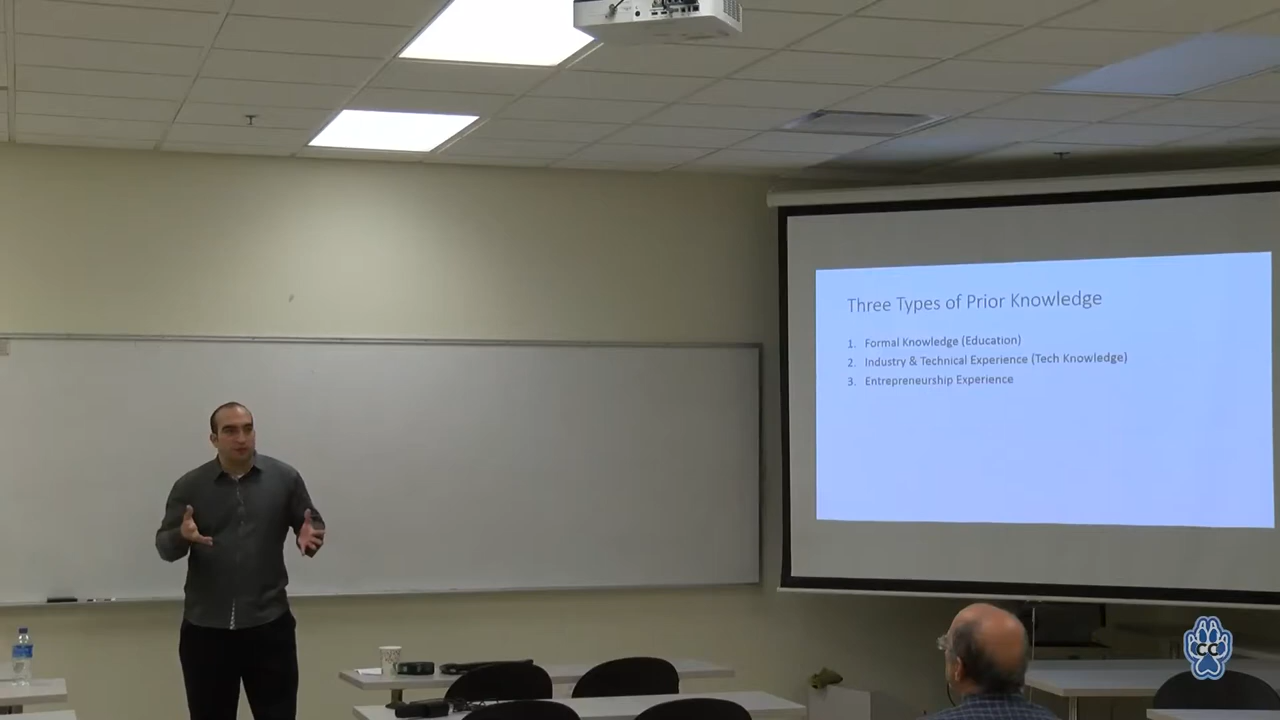 Three Types of Prior Knowledge
1. Formal Knowledge (Education)
2. Industry & Technical Experience (Tech Knowledge)
3. Entrepreneurship Experience
CC